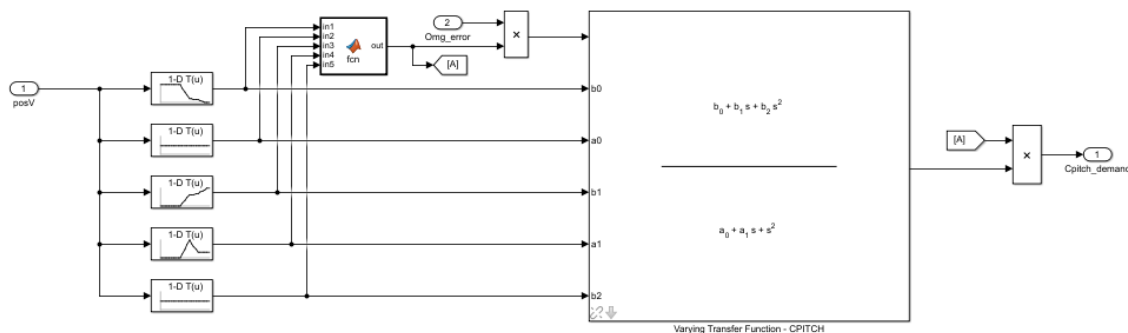 in1
in2
in3
in4
in5
out
fcn
2
Omg_error
×
[A]
1
posV
1-D T(u)
1-D T(u)
1-D T(u)
1-D T(u)
1-D T(u)
b0
a0
b1
a1
b2
b0 + b1 s + b2 s2
a0 + a1 s + s2
Varying Transfer Function - CPITCH
[A]
×
1
Cpitch_demand